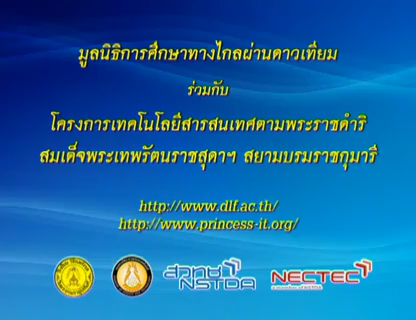 มูลนิธิการศึกษาทางไกลผ่านดาวเทียม
ร่วมกับ
โครงการเทคโนโลยีสารสนเทศตามพระราชดำริ
สมเด็จพระเทพรัตนราชสุดาฯ สยามบรมราชกุมารี
http://www.dlf.ac.th/
http://www.princess-it.org/
สวทช
NSTDA
NECTEC